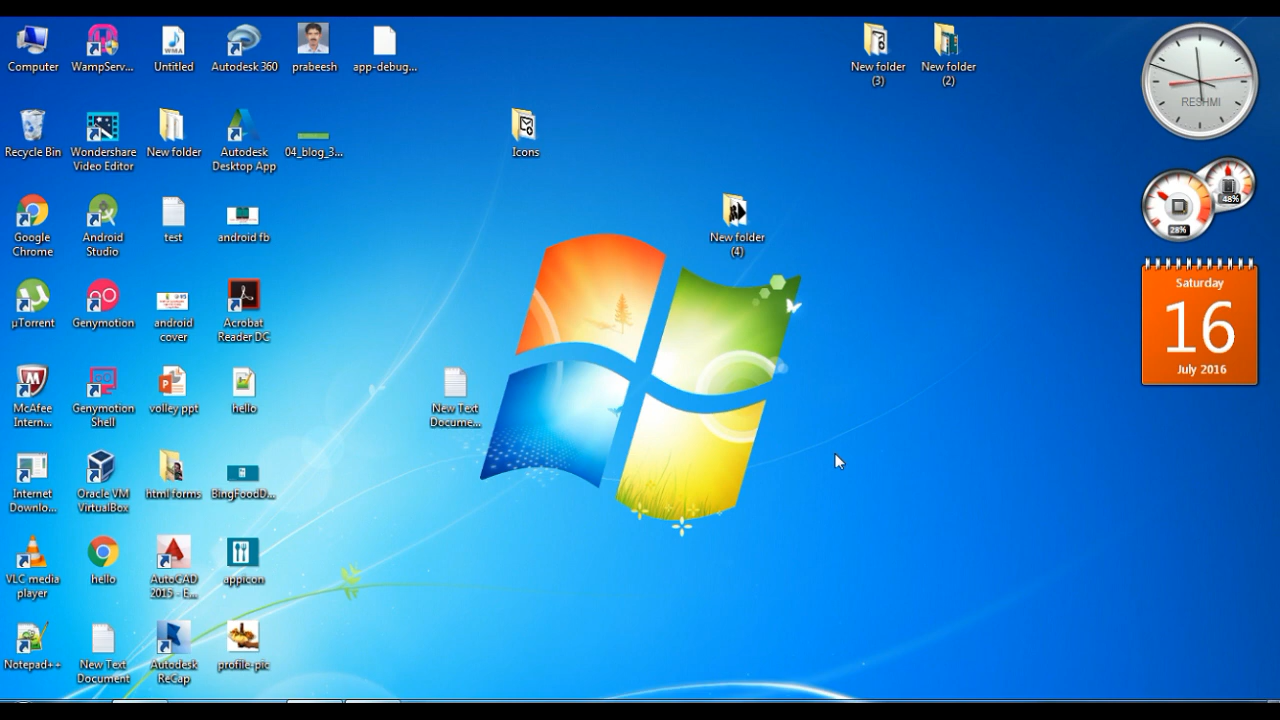 Computer
WampServ...
Untitled
Autodesk 360
prabeesh
app-debug...
New folder
(3)
New folder
(2)
WMA
RESHMI
Recycle Bin
Wondershare
Video Editor
New folder
Autodesk
Desktop App
04_blog_3...
Icons
48%
28%
Google
Chrome
Android
Studio
test
android fb
New folder
(4)
Saturday
16
July 2016
µTorrent
Genymotion
android
cover
Acrobat
Reader DC
McAfee
Intern...
Genymotion
Shell
volley ppt
hello
New Text
Docume...
Internet
Downlo...
Oracle VM
VirtualBox
html forms
BingFoodD...
VLC media
player
hello
AutoCAD
2015 - E...
appicon
Notepad++
New Text
Document
Autodesk
ReCap
profile-pic